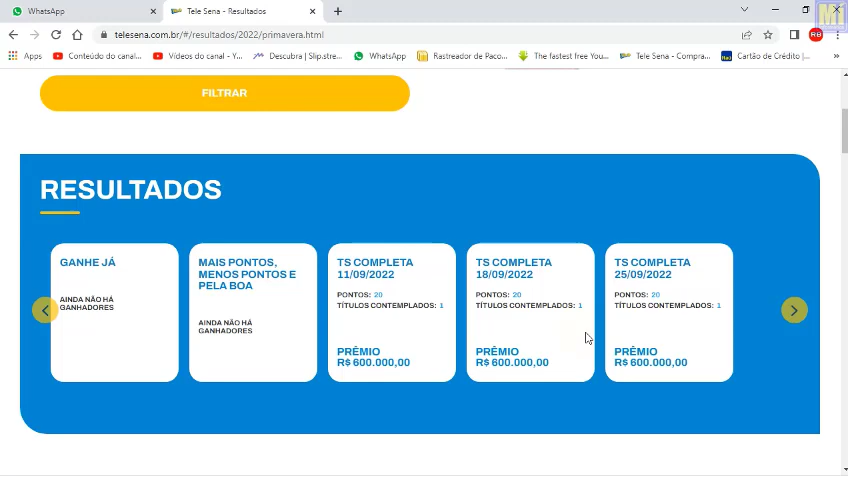 WhatsApp
Tele Sena - Resultados
telesena.com.br/#/resultados/2022/primavera.html
RB
Apps
Conteúdo do canal...
Vídeos do canal - Y...
Descubra | Slip.stre...
WhatsApp
Rastreador de Paco...
The fastest free You...
Tele Sena - Compra...
Cartão de Crédito |...
FILTRAR
RESULTADOS
GANHE JÁ
AINDA NÃO HÁ
GANHADORES
MAIS PONTOS,
MENOS PONTOS E
PELA BOA
AINDA NÃO HÁ
GANHADORES
TS COMPLETA
11/09/2022
PONTOS: 20
TÍTULOS CONTEMPLADOS: 1
PRÊMIO
R$ 600.000,00
TS COMPLETA
18/09/2022
PONTOS: 20
TÍTULOS CONTEMPLADOS: 1
PRÊMIO
R$ 600.000,00
TS COMPLETA
25/09/2022
PONTOS: 20
TÍTULOS CONTEMPLADOS: 1
PRÊMIO
R$ 600.000,00